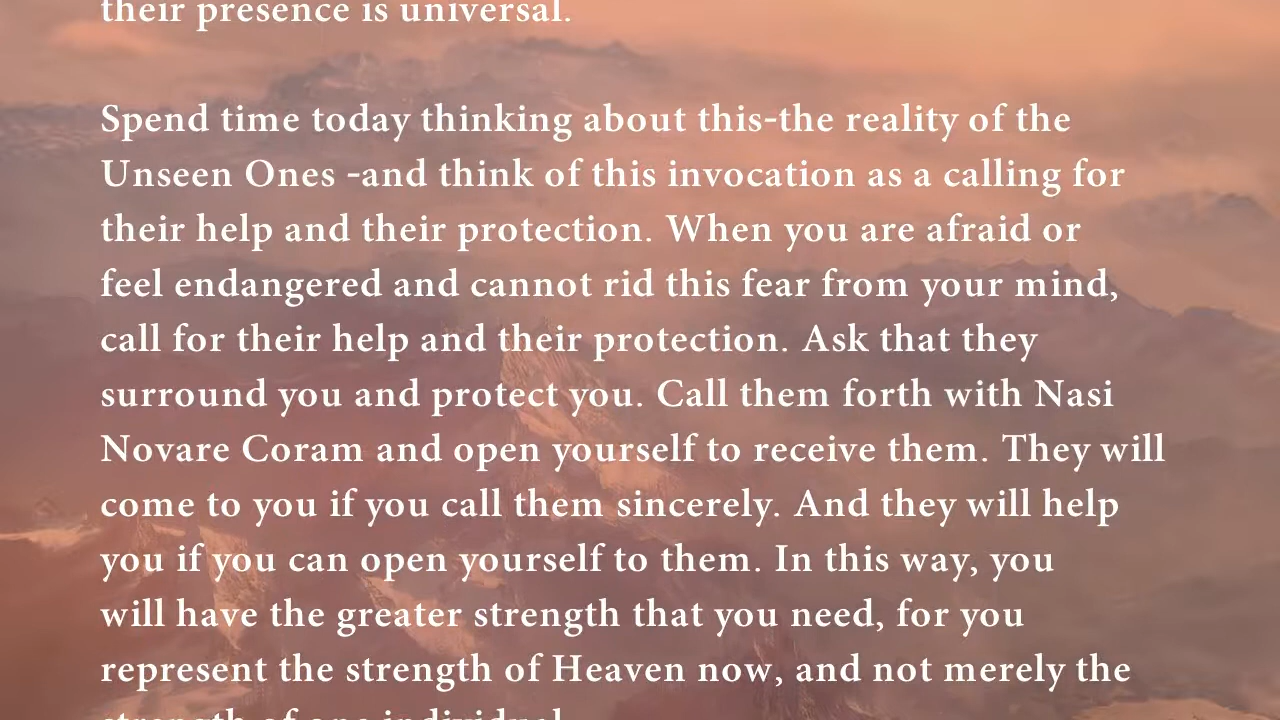 their presence is universal.
Spend time today thinking about this-the reality of the
Unseen Ones -and think of this invocation as a calling for
their help and their protection. When you are afraid or
feel endangered and cannot rid this fear from your mind,
call for their help and their protection. Ask that they
surround you and protect you. Call them forth with Nasi
Novare Coram and open yourself to receive them. They will
come to you if you call them sincerely. And they will help
you if you can open yourself to them. In this way, you
will have the greater strength that you need, for you
represent the strength of Heaven now, and not merely the
strength of one individual.